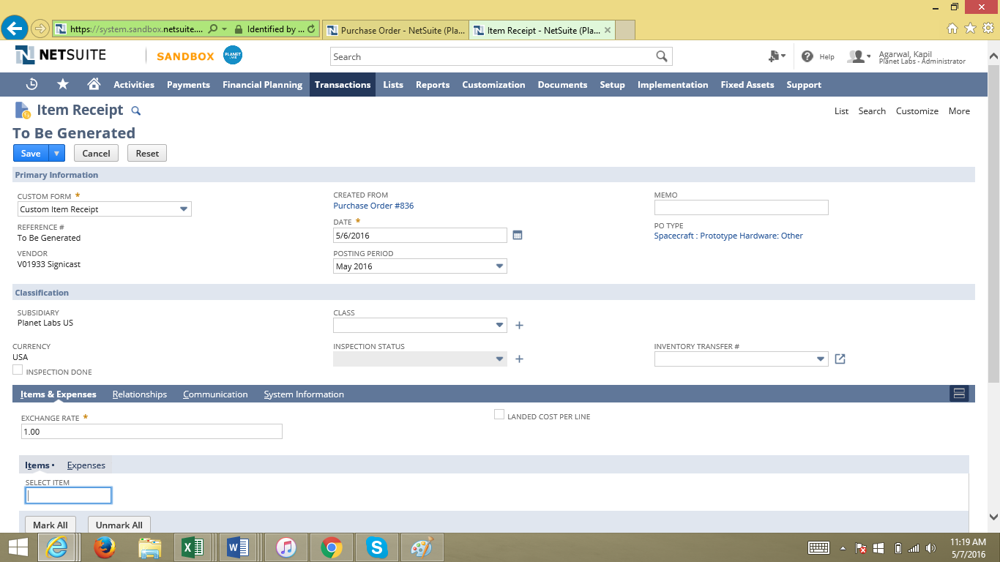 https://system.sandbox.netsuite.... Identified by ... Purchase Order - NetSuite (Pla... Item Receipt - NetSuite (Pla...
NETSUITE SANDBOX PLANET LABS Search Help Agarwal, Kapil
Planet Labs - Administrator
Activities Payments Financial Planning Transactions Lists Reports Customization Documents Setup Implementation Fixed Assets Support
Item Receipt List Search Customize More
To Be Generated
Save Cancel Reset
Primary Information
CUSTOM FORM *
Custom Item Receipt
REFERENCE #
To Be Generated
VENDOR
V01933 Signicast
CREATED FROM
Purchase Order #836
DATE *
5/6/2016
POSTING PERIOD
May 2016
MEMO
PO TYPE
Spacecraft : Prototype Hardware: Other
Classification
SUBSIDIARY
Planet Labs US
CURRENCY
USA
INSPECTION DONE
CLASS
INSPECTION STATUS
INVENTORY TRANSFER #
Items & Expenses Relationships Communication System Information
EXCHANGE RATE *
1.00
LANDED COST PER LINE
Items • Expenses
SELECT ITEM
Mark All Unmark All
11:19 AM
5/7/2016